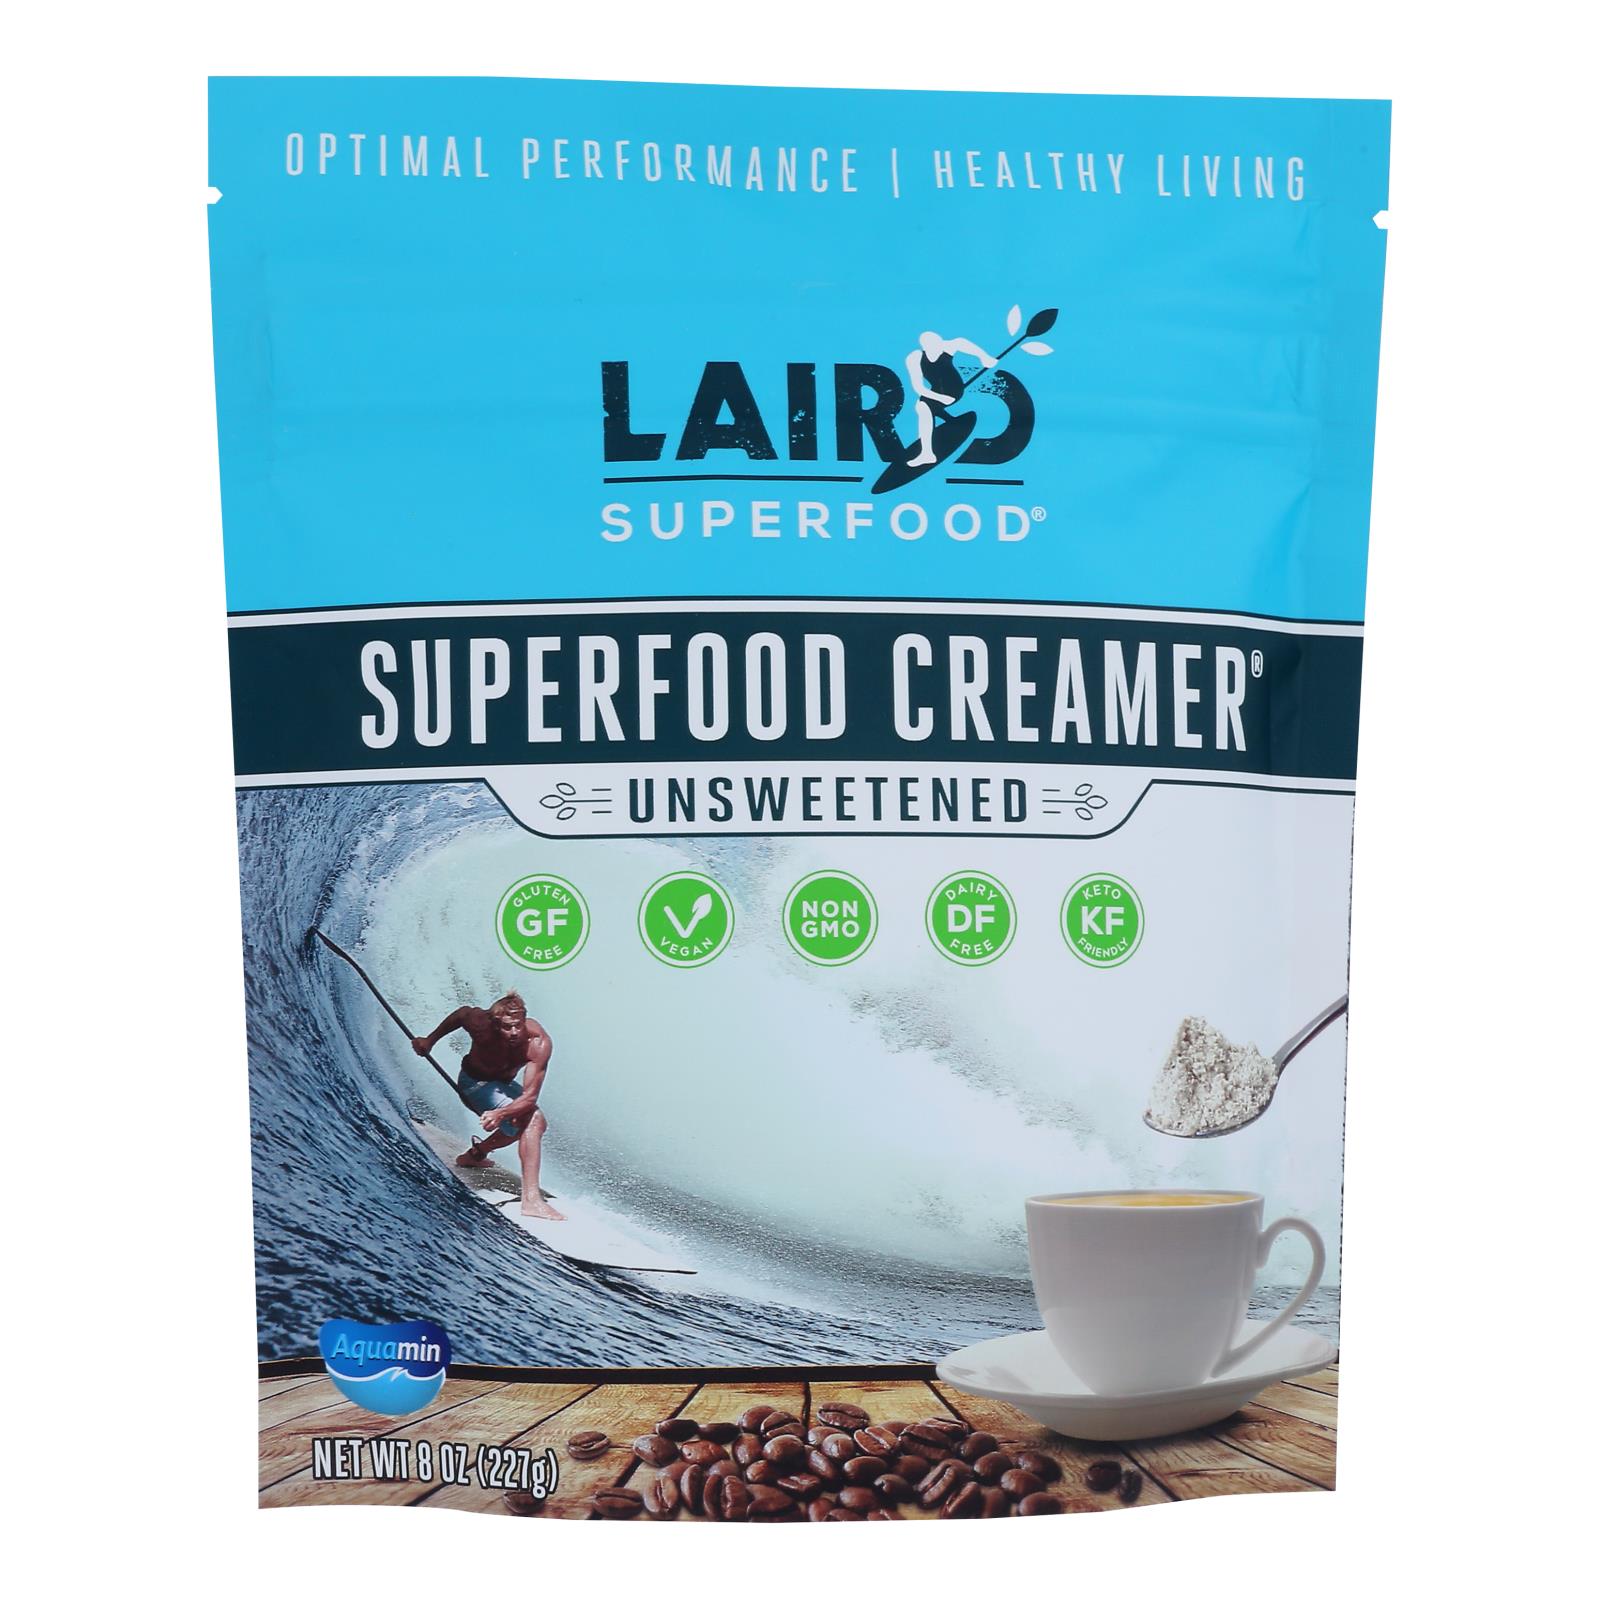 OPTIMAL PERFORMANCE | HEALTHY LIVING
LAIRD
SUPERFOOD®
SUPERFOOD CREAMER®
UNSWEETENED
GLUTEN
GF
FREE
V
VEGAN
NON
GMO
DAIRY
DF
FREE
KETO
KF
FRIENDLY
Aquamin
NET WT 8 OZ (227g)